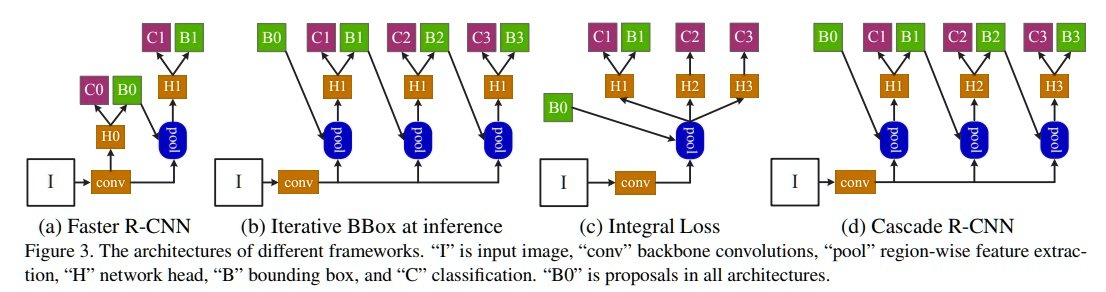 C1 B1 B0 C1 B1 C2 B2 C3 B3 C1 B1 C2 C3 B0 C1 B1 C2 B2 C3 B3
C0 B0 H1 H1 H1 H1 H1 H2 H3 H1 H2 H3
B0
H0 pool pool pool pool pool pool pool pool
I conv I conv I conv I conv
(a) Faster R-CNN (b) Iterative BBox at inference (c) Integral Loss (d) Cascade R-CNN
Figure 3. The architectures of different frameworks. “I” is input image, “conv” backbone convolutions, “pool” region-wise feature extrac-
tion, “H” network head, “B” bounding box, and “C” classification. “B0” is proposals in all architectures.